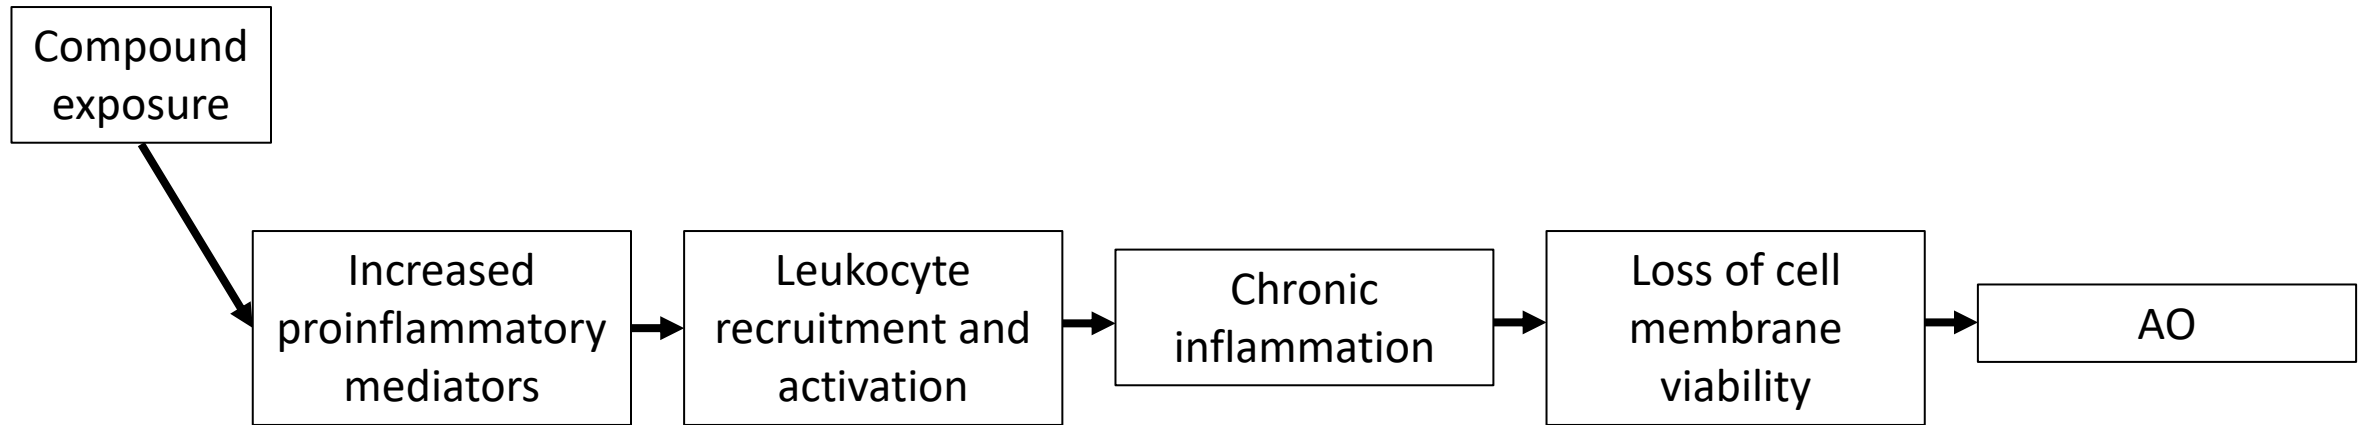 Compound
exposure
Increased
proinflammatory
mediators
Leukocyte
recruitment and
activation
Chronic
inflammation
Loss of cell
membrane
viability
AO